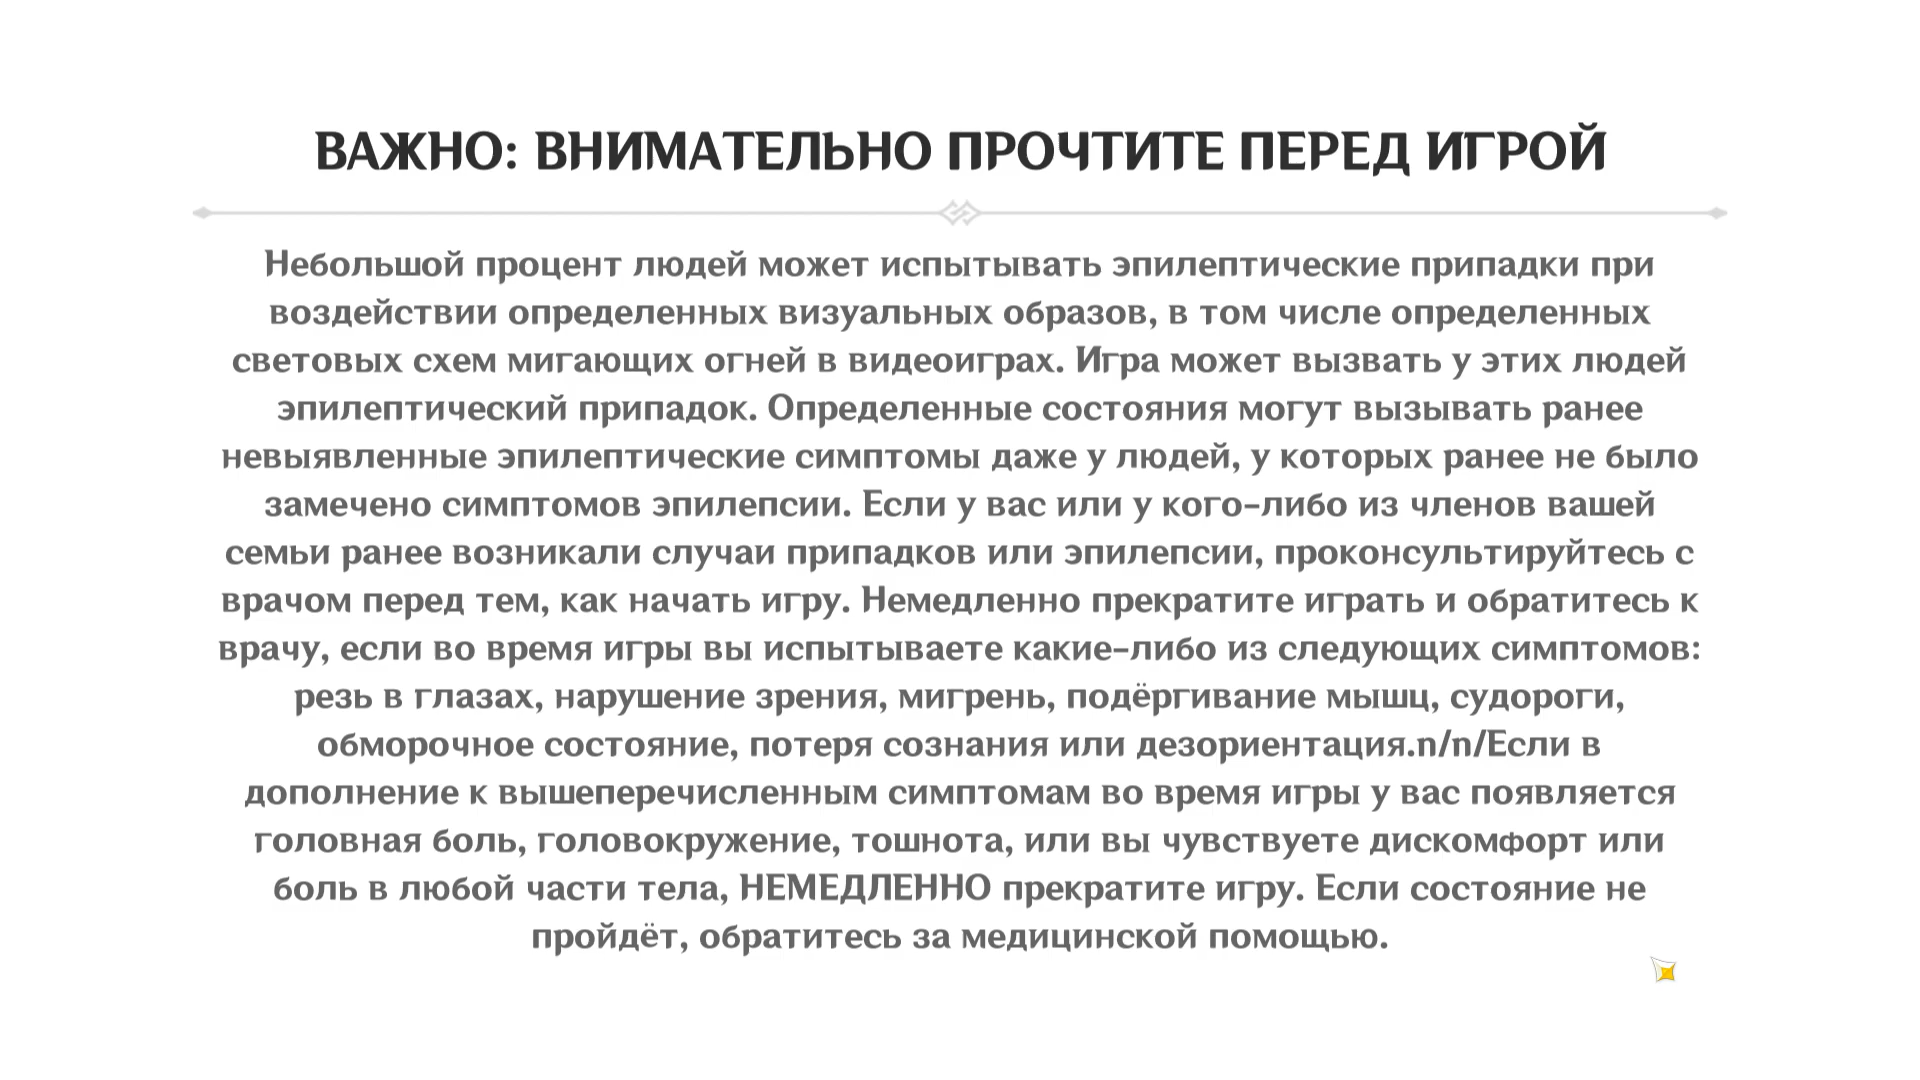 ВАЖНО: ВНИМАТЕЛЬНО ПРОЧТИТЕ ПЕРЕД ИГРОЙ
Небольшой процент людей может испытывать эпилептические припадки при
воздействии определенных визуальных образов, в том числе определенных
световых схем мигающих огней в видеоиграх. Игра может вызвать у этих людей
эпилептический припадок. Определенные состояния могут вызывать ранее
невыявленные эпилептические симптомы даже у людей, у которых ранее не было
замечено симптомов эпилепсии. Если у вас или у кого-либо из членов вашей
семьи ранее возникали случаи припадков или эпилепсии, проконсультируйтесь с
врачом перед тем, как начать игру. Немедленно прекратите играть и обратитесь к
врачу, если во время игры вы испытываете какие-либо из следующих симптомов:
резь в глазах, нарушение зрения, мигрень, подёргивание мышц, судороги,
обморочное состояние, потеря сознания или дезориентация.n/n/Если в
дополнение к вышеперечисленным симптомам во время игры у вас появляется
головная боль, головокружение, тошнота, или вы чувствуете дискомфорт или
боль в любой части тела, НЕМЕДЛЕННО прекратите игру. Если состояние не
пройдёт, обратитесь за медицинской помощью.